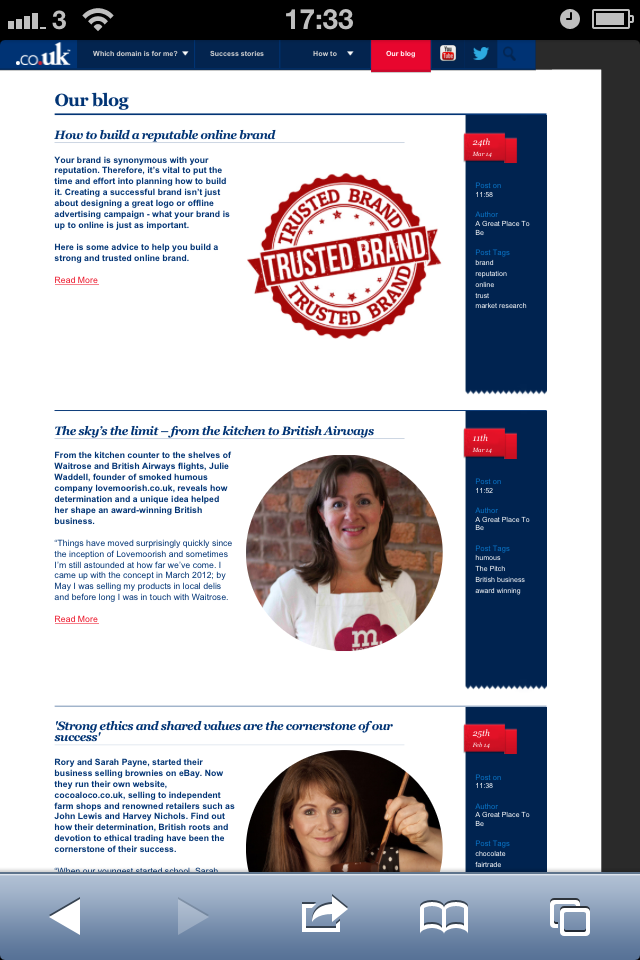 3
17:33
.co.uk
Which domain is for me?
Success stories
How to
Our blog
You
Tube
Our blog
How to build a reputable online brand
Your brand is synonymous with your
reputation. Therefore, it's vital to put the
time and effort into planning how to build
it. Creating a successful brand isn't just
about designing a great logo or offline
advertising campaign - what your brand is
up to online is just as important.
Here is some advice to help you build a
strong and trusted online brand.
Read More
TRUSTED BRAND
TRUSTED BRAND
TRUSTED BRAND
24th
Mar 14
Post on
11:58
Author
A Great Place To
Be
Post Tags
brand
reputation
online
trust
market research
The sky's the limit – from the kitchen to British Airways
From the kitchen counter to the shelves of
Waitrose and British Airways flights, Julie
Waddell, founder of smoked humous
company lovemoorish.co.uk, reveals how
determination and a unique idea helped
her shape an award-winning British
business.
"Things have moved surprisingly quickly since
the inception of Lovemoorish and sometimes
I'm still astounded at how far we've come. I
came up with the concept in March 2012; by
May I was selling my products in local delis
and before long I was in touch with Waitrose.
Read More
m
11th
Mar 14
Post on
11:52
Author
A Great Place To
Be
Post Tags
humous
The Pitch
British business
award winning
'Strong ethics and shared values are the cornerstone of our
success'
Rory and Sarah Payne, started their
business selling brownies on eBay. Now
they run their own website,
cocoaloco.co.uk, selling to independent
farm shops and renowned retailers such as
John Lewis and Harvey Nichols. Find out
how their determination, British roots and
devotion to ethical trading have been the
cornerstone of their success.
"When our youngest started school, Sarah
25th
Feb 14
Post on
11:38
Author
A Great Place To
Be
Post Tags
chocolate
fairtrade